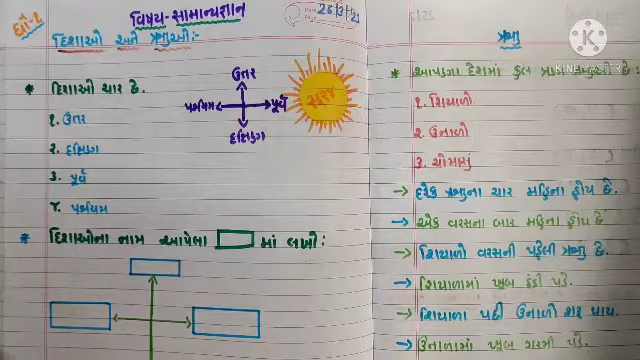 ધો-૨
વિષય-સામાન્યજ્ઞાન
દિશાઓ અને ઋતુઓ:-
* દિશાઓ ચાર છે.
૧. ઉત્તર
૨. દક્ષિણ
૩. પૂર્વ
૪. પશ્ચિમ
ઉત્તર
પશ્ચિમ
પૂર્વ
દક્ષિણ
* દિશાઓના નામ આપેલા માં લખો:
ઋતુ
* આપણા દેશમાં કુલ
૧. શિયાળો
૨. ઉનાળો
૩. ચોમાસું
→ દરેક ઋતુના ચાર મહિના હોય છે.
→ એક વરસના બાર મહિના હોય છે
→ શિયાળો વરસની પહેલી ઋતુ છે.
→ શિયાળામાં ખૂબ ઠંડી પડે.
→ શિયાળા પછી ઉનાળો શરૂ થાય.
→ ઉનાળામાં ખૂબ ગરમી પડે.
K